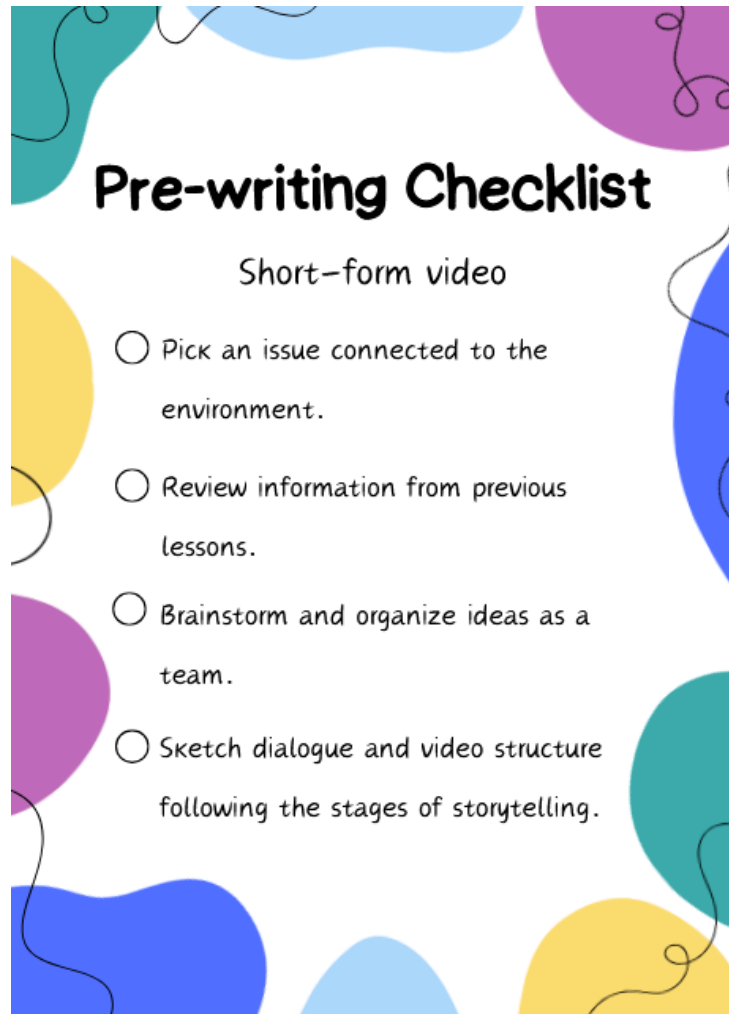 Pre-writing Checklist
Short-form video
Pick an issue connected to the
environment.
Review information from previous
lessons.
Brainstorm and organize ideas as a
team.
Sketch dialogue and video structure
following the stages of storytelling.